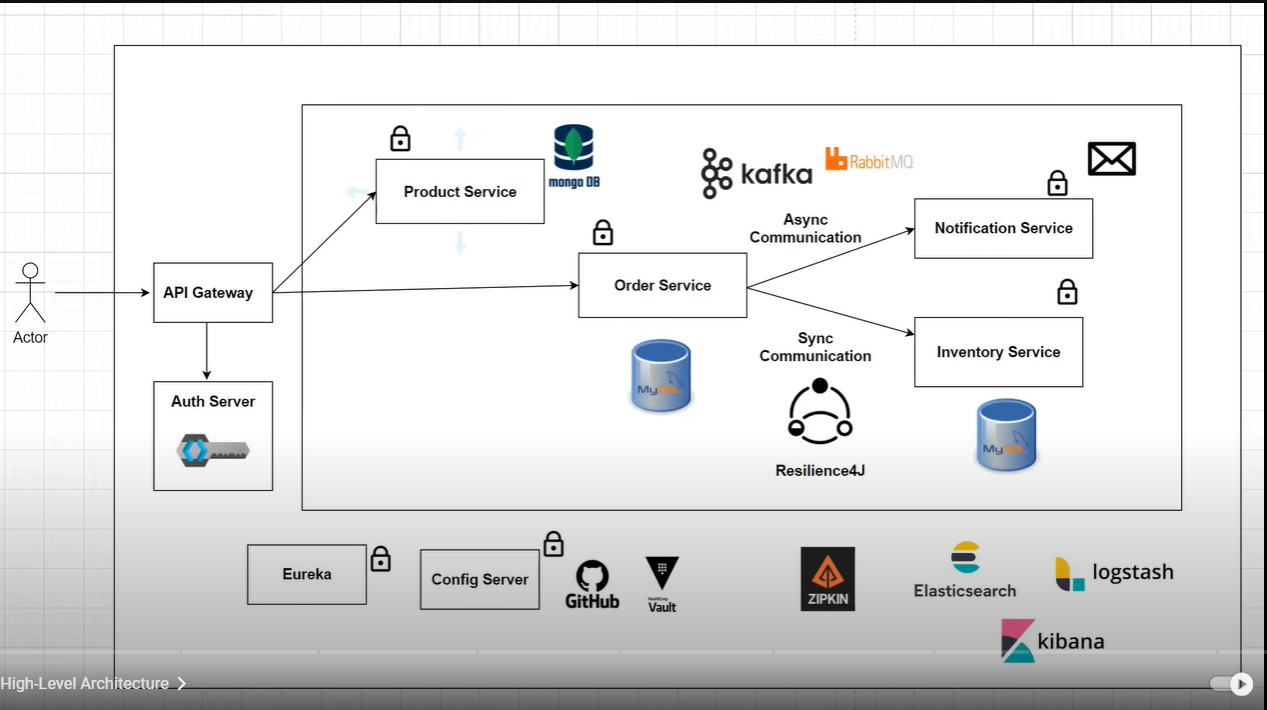 mongo DB
Product Service
kafka
RabbitMQ
Async
Communication
Notification Service
Order Service
API Gateway
Actor
Sync
Communication
Inventory Service
MySQL
Auth Server
MySQL
Resilience4J
Eureka
Config Server
GitHub
HashiCorp
Vault
ZIPKIN
Elasticsearch
logstash
kibana
High-Level Architecture